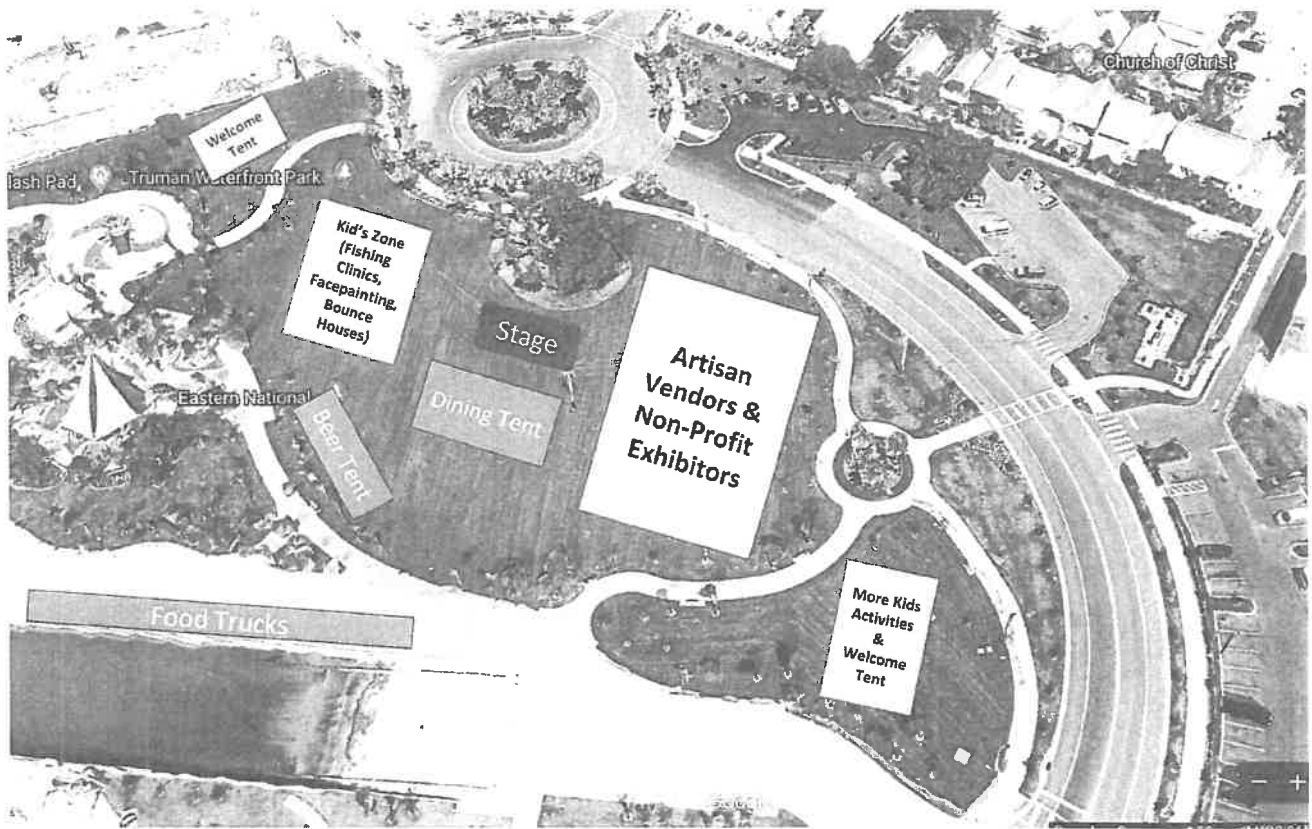 Church of Christ
Welcome
Tent
lash Pad
Truman Waterfront Park
Kid's Zone
(Fishing
Clinics,
Facepainting,
Bounce
Houses)
Stage
Artisan
Vendors &
Non-Profit
Exhibitors
Eastern National
Dining Tent
Beer Tent
Food Trucks
More Kids
Activities
&
Welcome
Tent